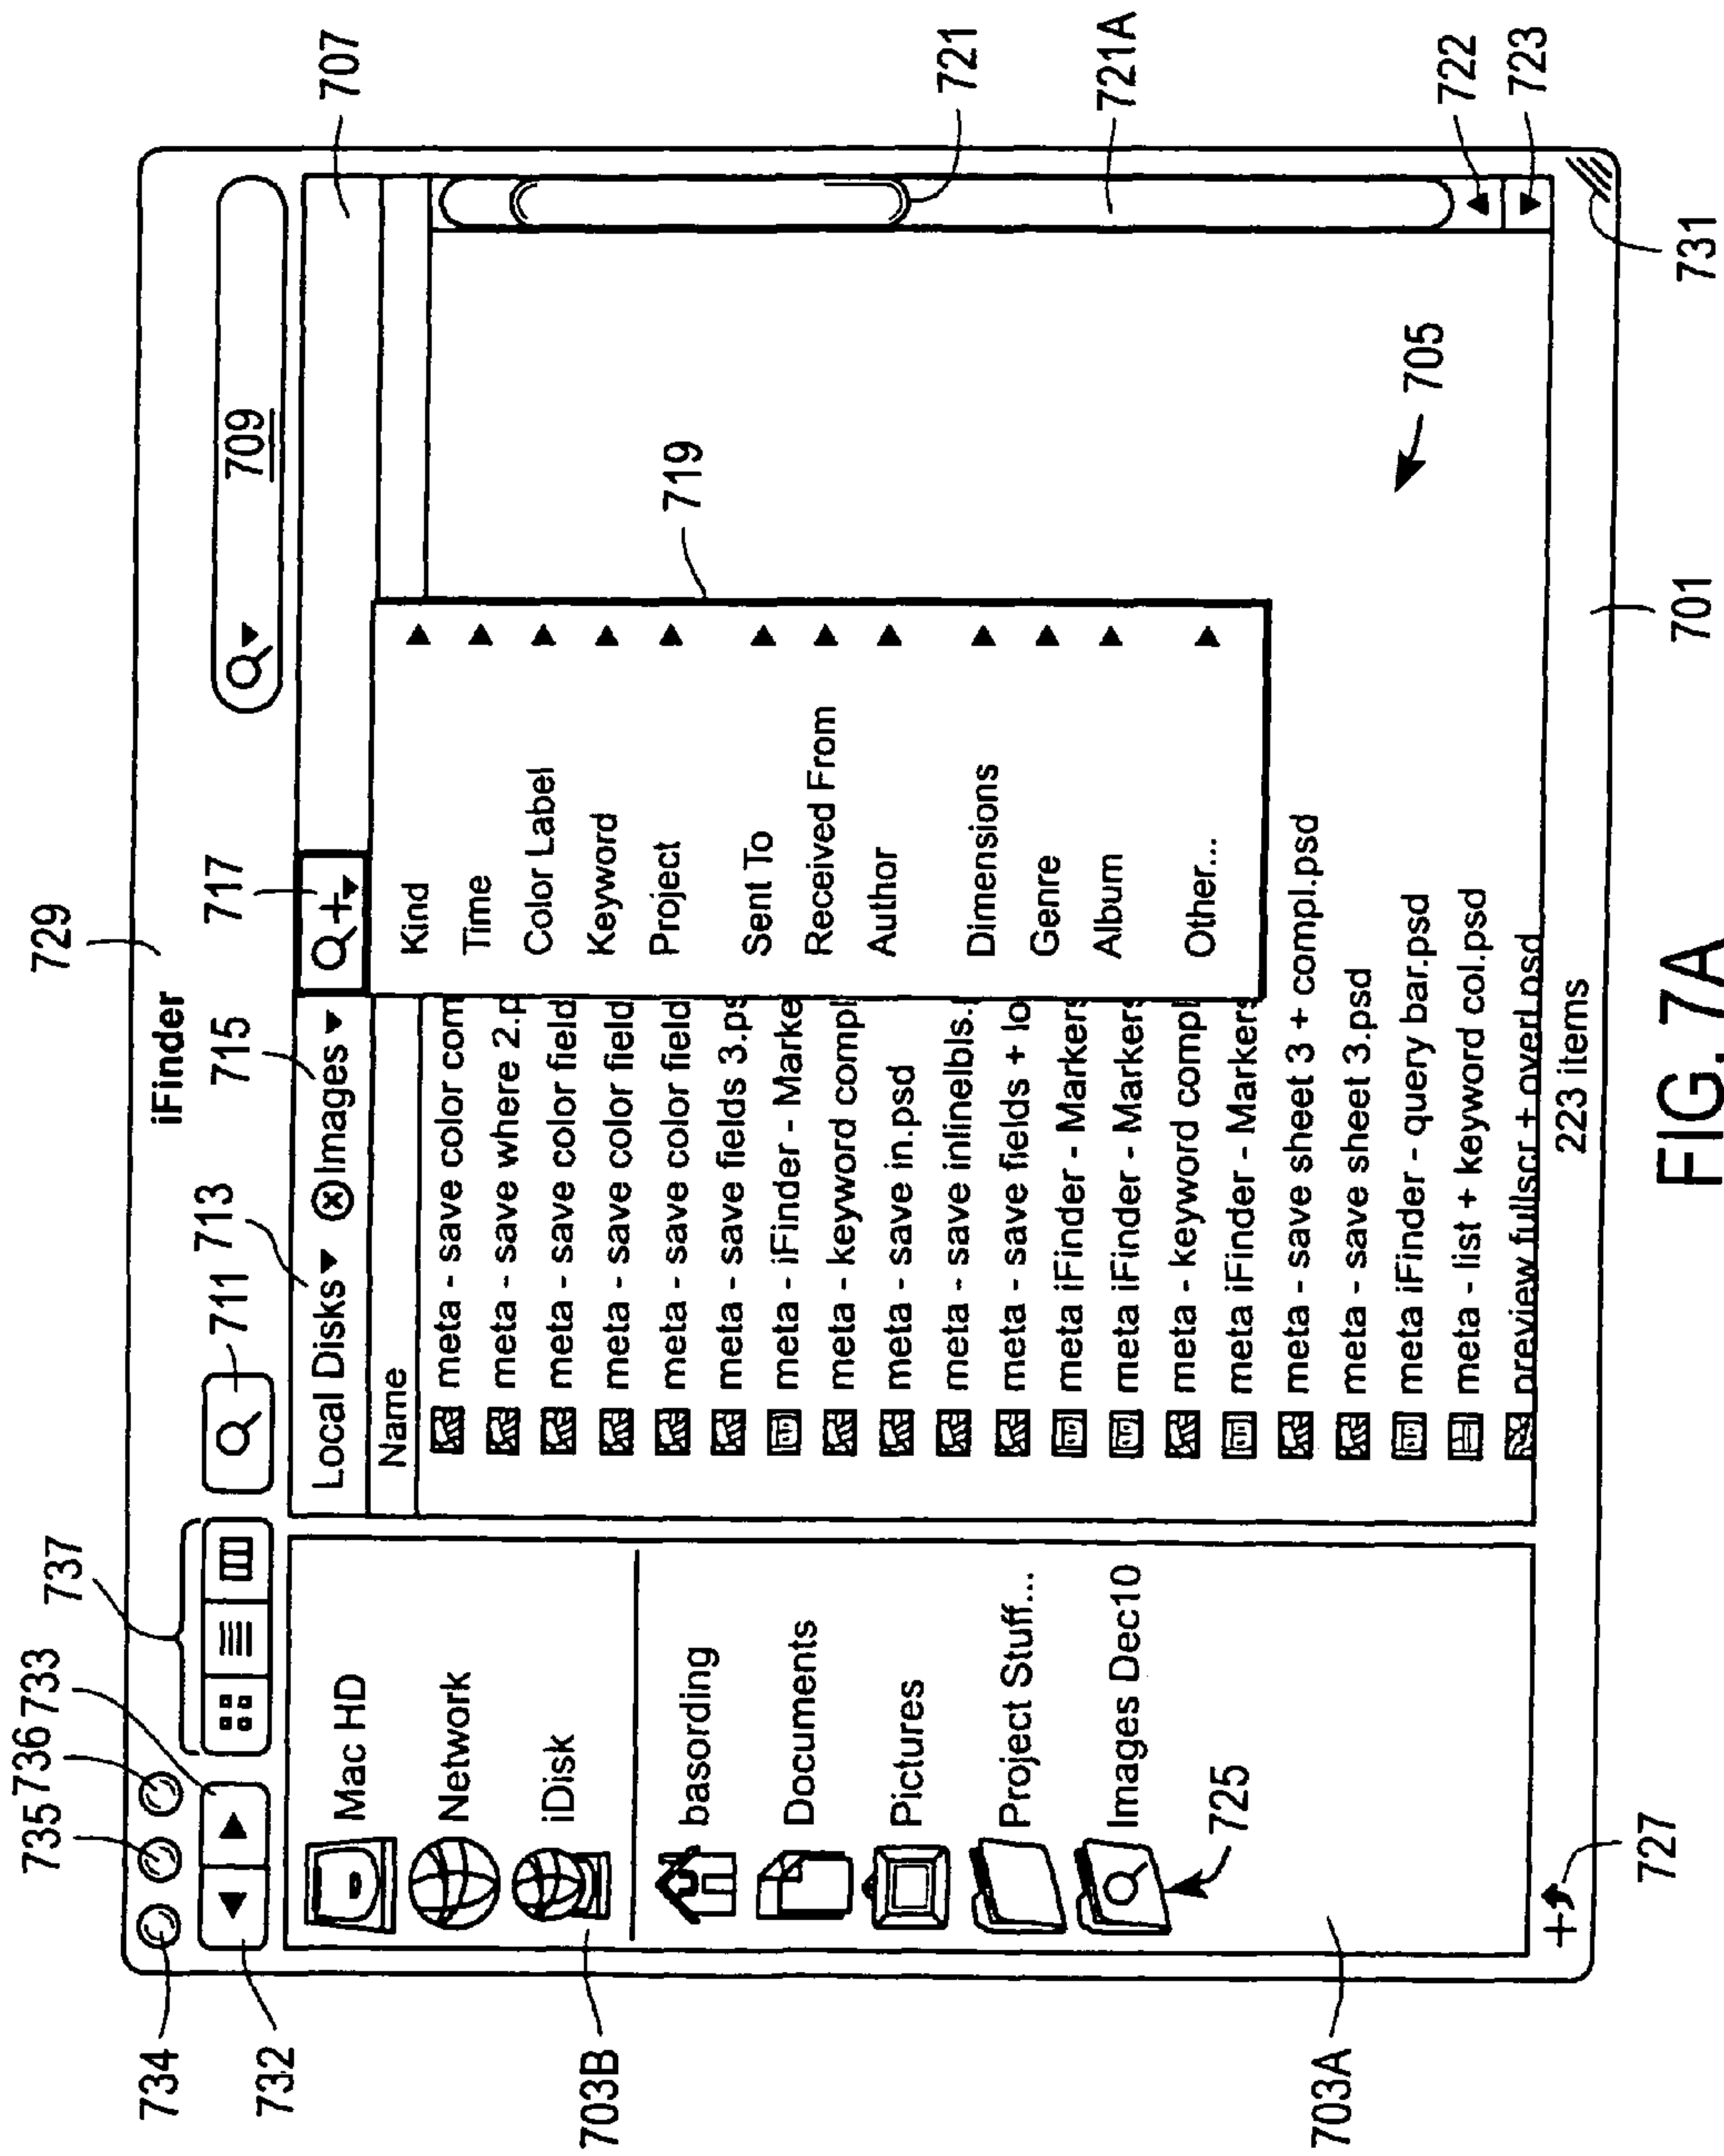 729
iFinder
734
735
736
733
737
711
713
715
717
707
732
709
Local Disks
Images
Name
Mac HD
Network
iDisk
703B
basording
Documents
Pictures
Project Stuff...
Images Dec10
725
703A
meta - save color com
meta - save where 2.p
meta - save color field
meta - save color field
meta - save color field
meta - save fields 3.ps
meta - iFinder - Marke
meta - keyword compl
meta - save in.psd
meta - save inlinelbls.
meta - save fields + lo
meta iFinder - Markers
meta iFinder - Markers
meta - keyword compl
meta iFinder - Markers
meta - save sheet 3 + compl.psd
meta - save sheet 3.psd
meta iFinder - query bar.psd
meta - list + keyword col.psd
preview fullscr + overl.psd
Kind
Time
Color Label
Keyword
Project
Sent To
Received From
Author
Dimensions
Genre
Album
Other...
719
705
721
721A
722
723
727
223 items
701
731
FIG. 7A